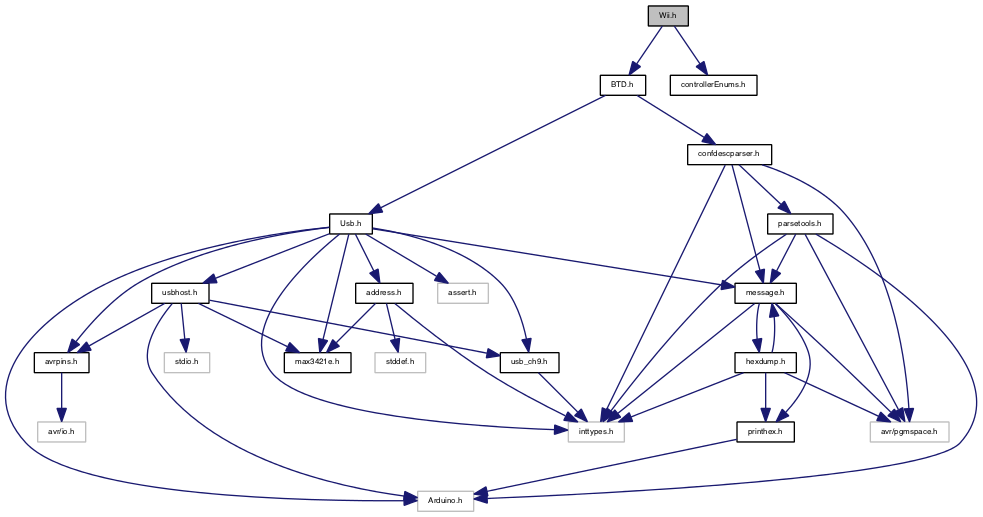 Wii.h
BTD.h
controllerEnums.h
confdescparser.h
Usb.h
parsetools.h
usbhost.h
address.h
assert.h
message.h
avrpins.h
stdio.h
max3421e.h
stddef.h
usb_ch9.h
hexdump.h
avr/io.h
inttypes.h
printhex.h
avr/pgmspace.h
Arduino.h